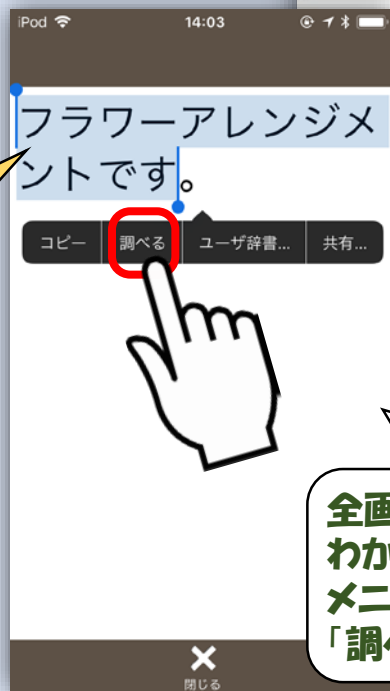 iPod 14:03
フラワーアレンジメ
ントです。
コピー 調べる ユーザ辞書... 共有...
全画
わか
メニ
「調べ
閉じる